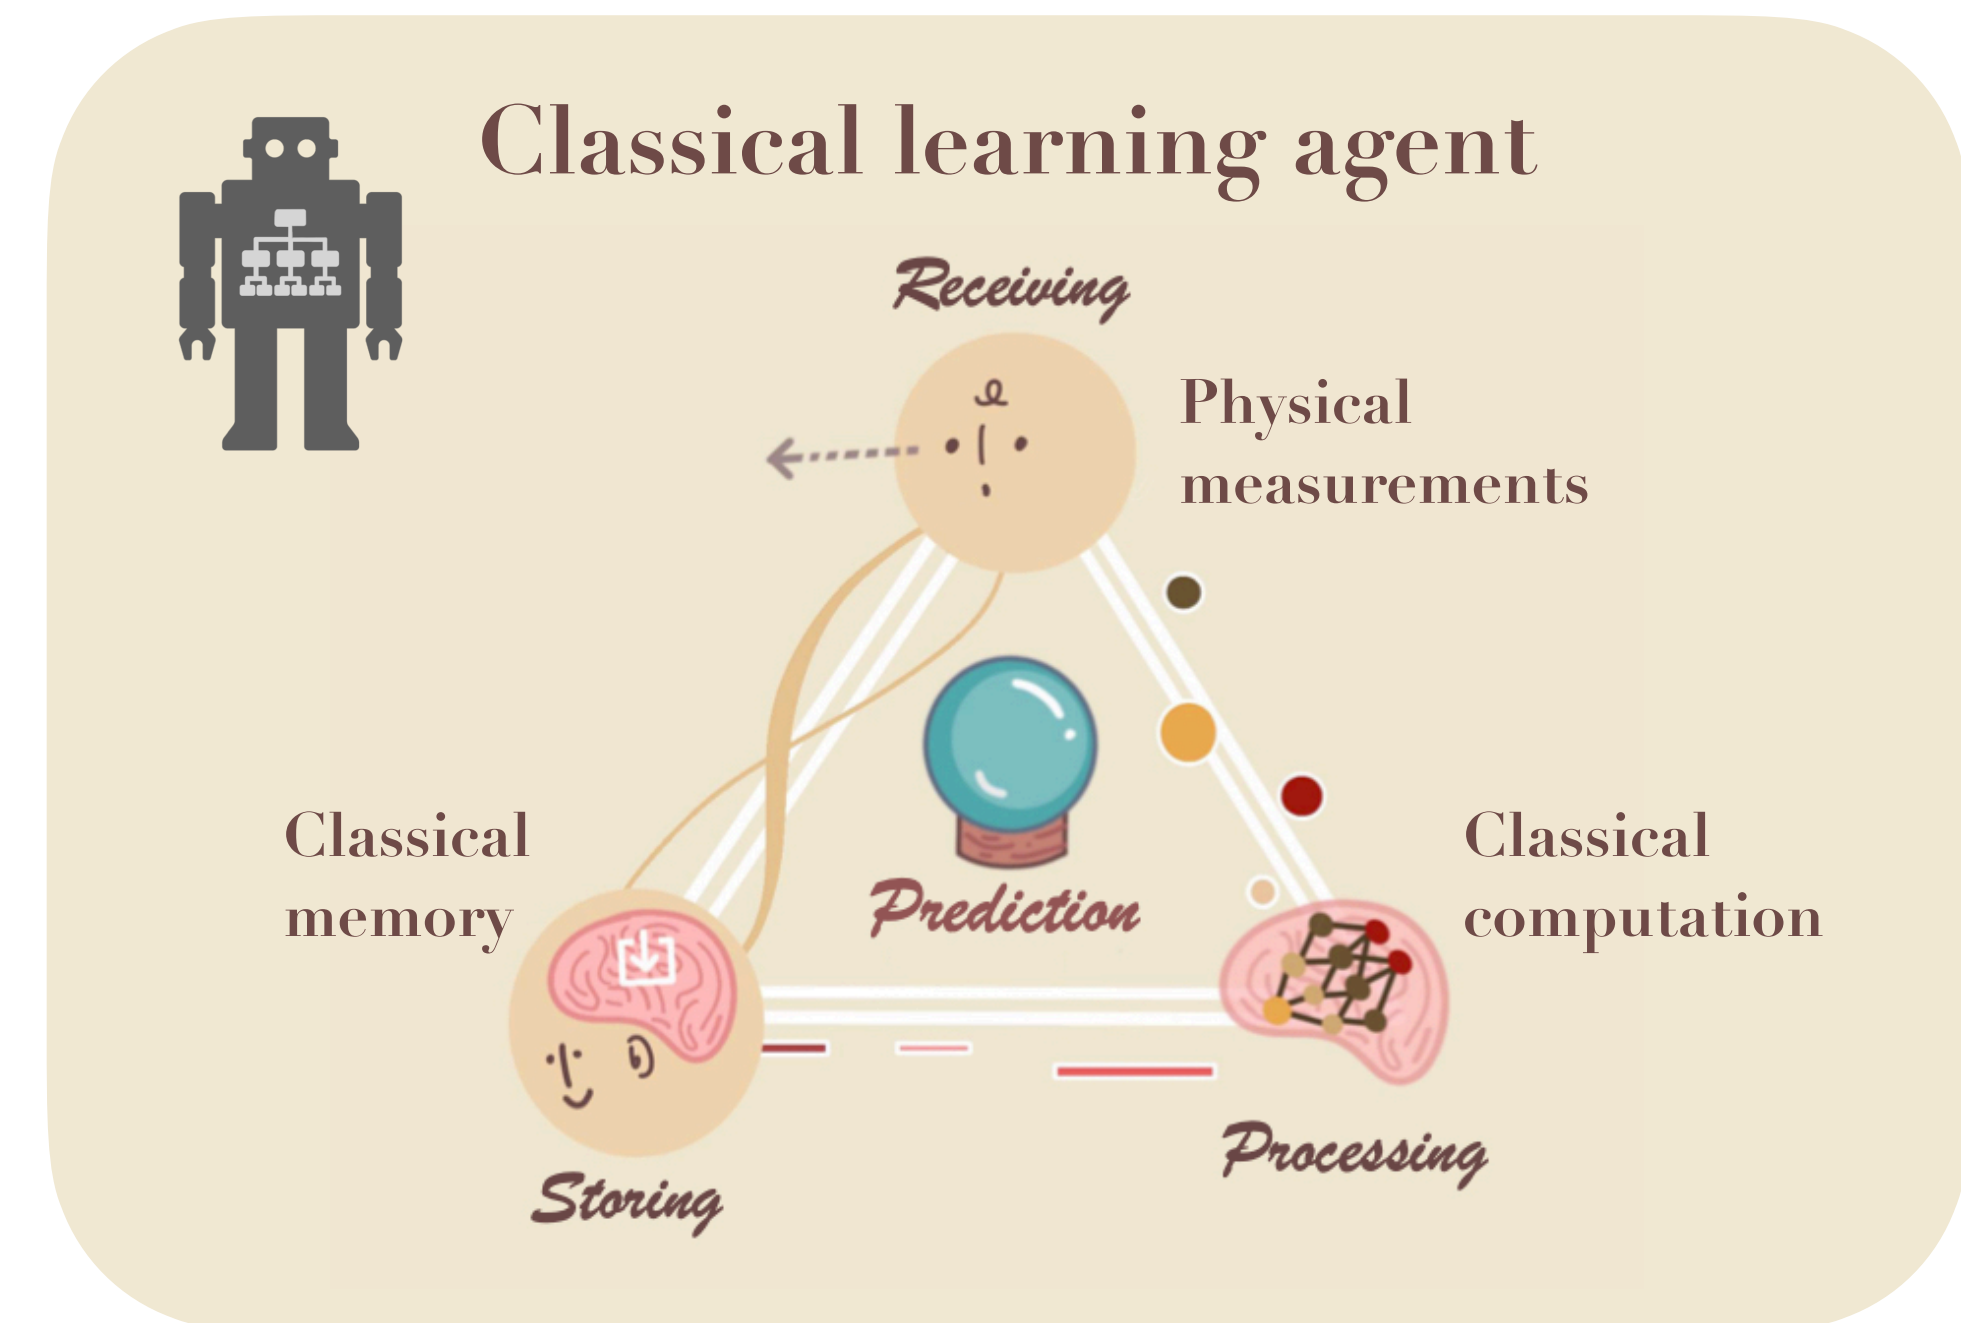 Classical learning agent
Receiving
Physical
measurements
Classical
memory
Prediction
Classical
computation
Processing
Storing